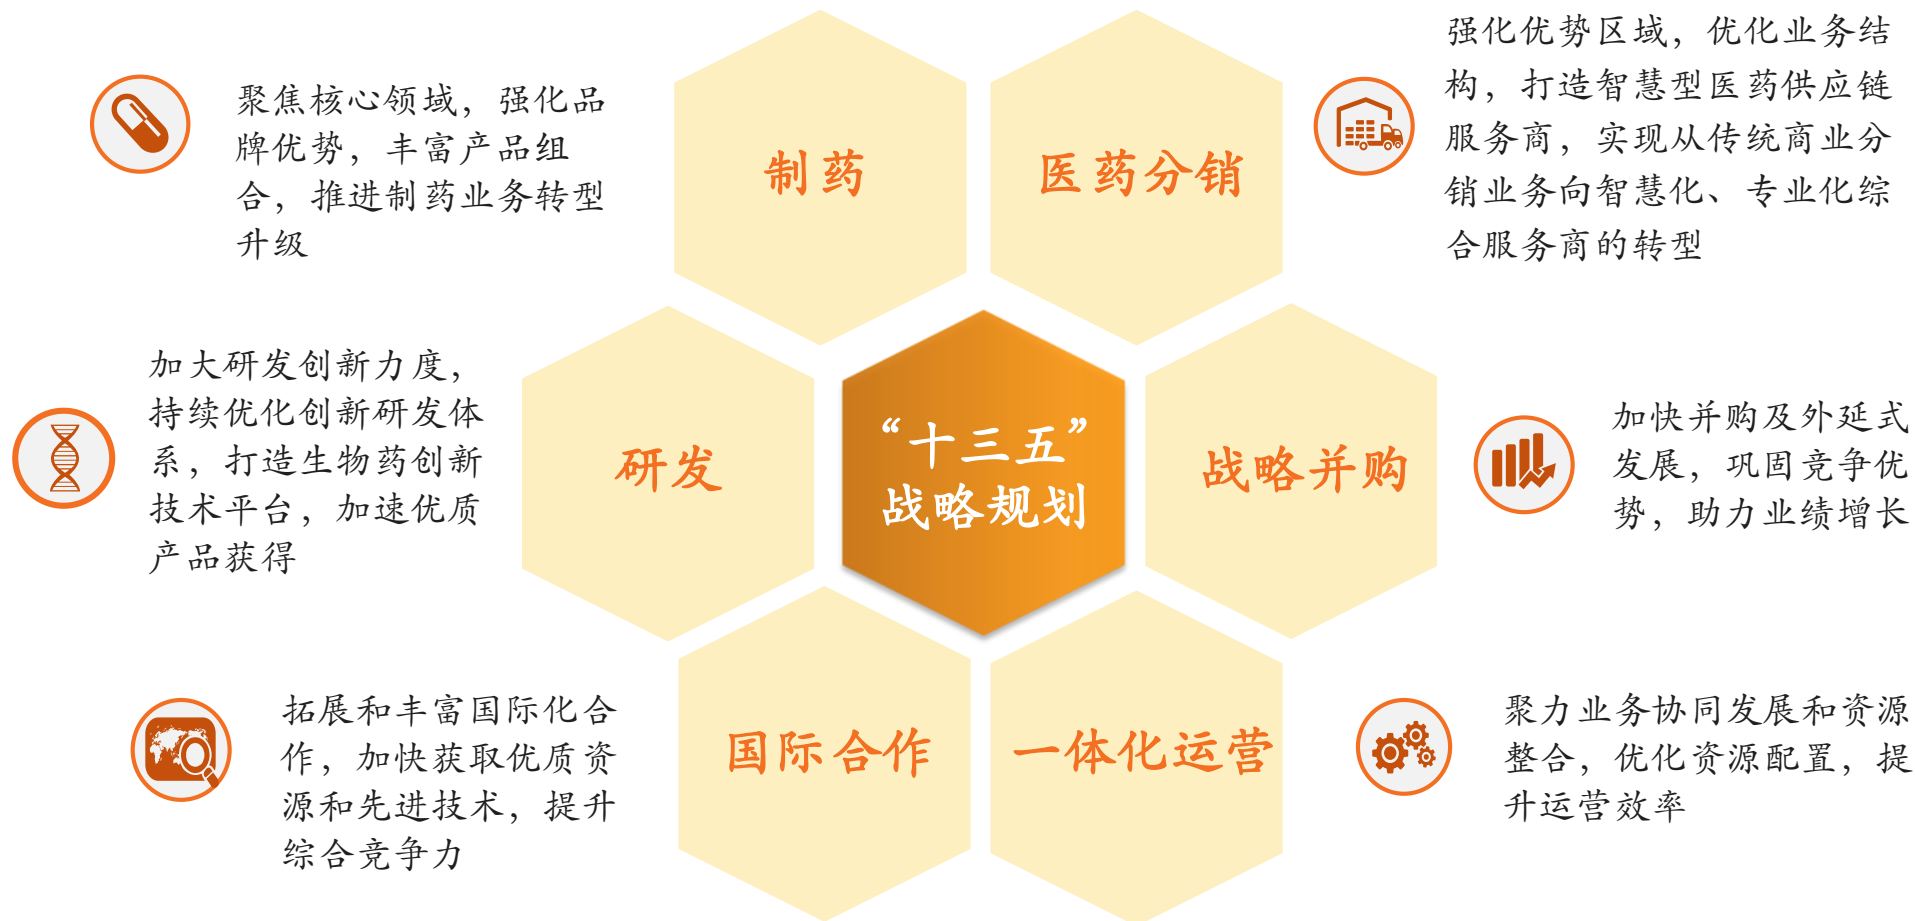 聚焦核心领域，强化品
牌优势，丰富产品组
合，推进制药业务转型
升级
制药
医药分销
强化优势区域，优化业务结
构，打造智慧型医药供应链
服务商，实现从传统商业分
销业务向智慧化、专业化综
合服务商的转型
加大研发创新力度，
持续优化创新研发体
系，打造生物药创新
技术平台，加速优质
产品获得
研发
“十三五”
战略规划
战略并购
加快并购及外延式
发展，巩固竞争优
势，助力业绩增长
拓展和丰富国际化合
作，加快获取优质资
源和先进技术，提升
综合竞争力
国际合作
一体化运营
聚力业务协同发展和资源
整合，优化资源配置，提
升运营效率